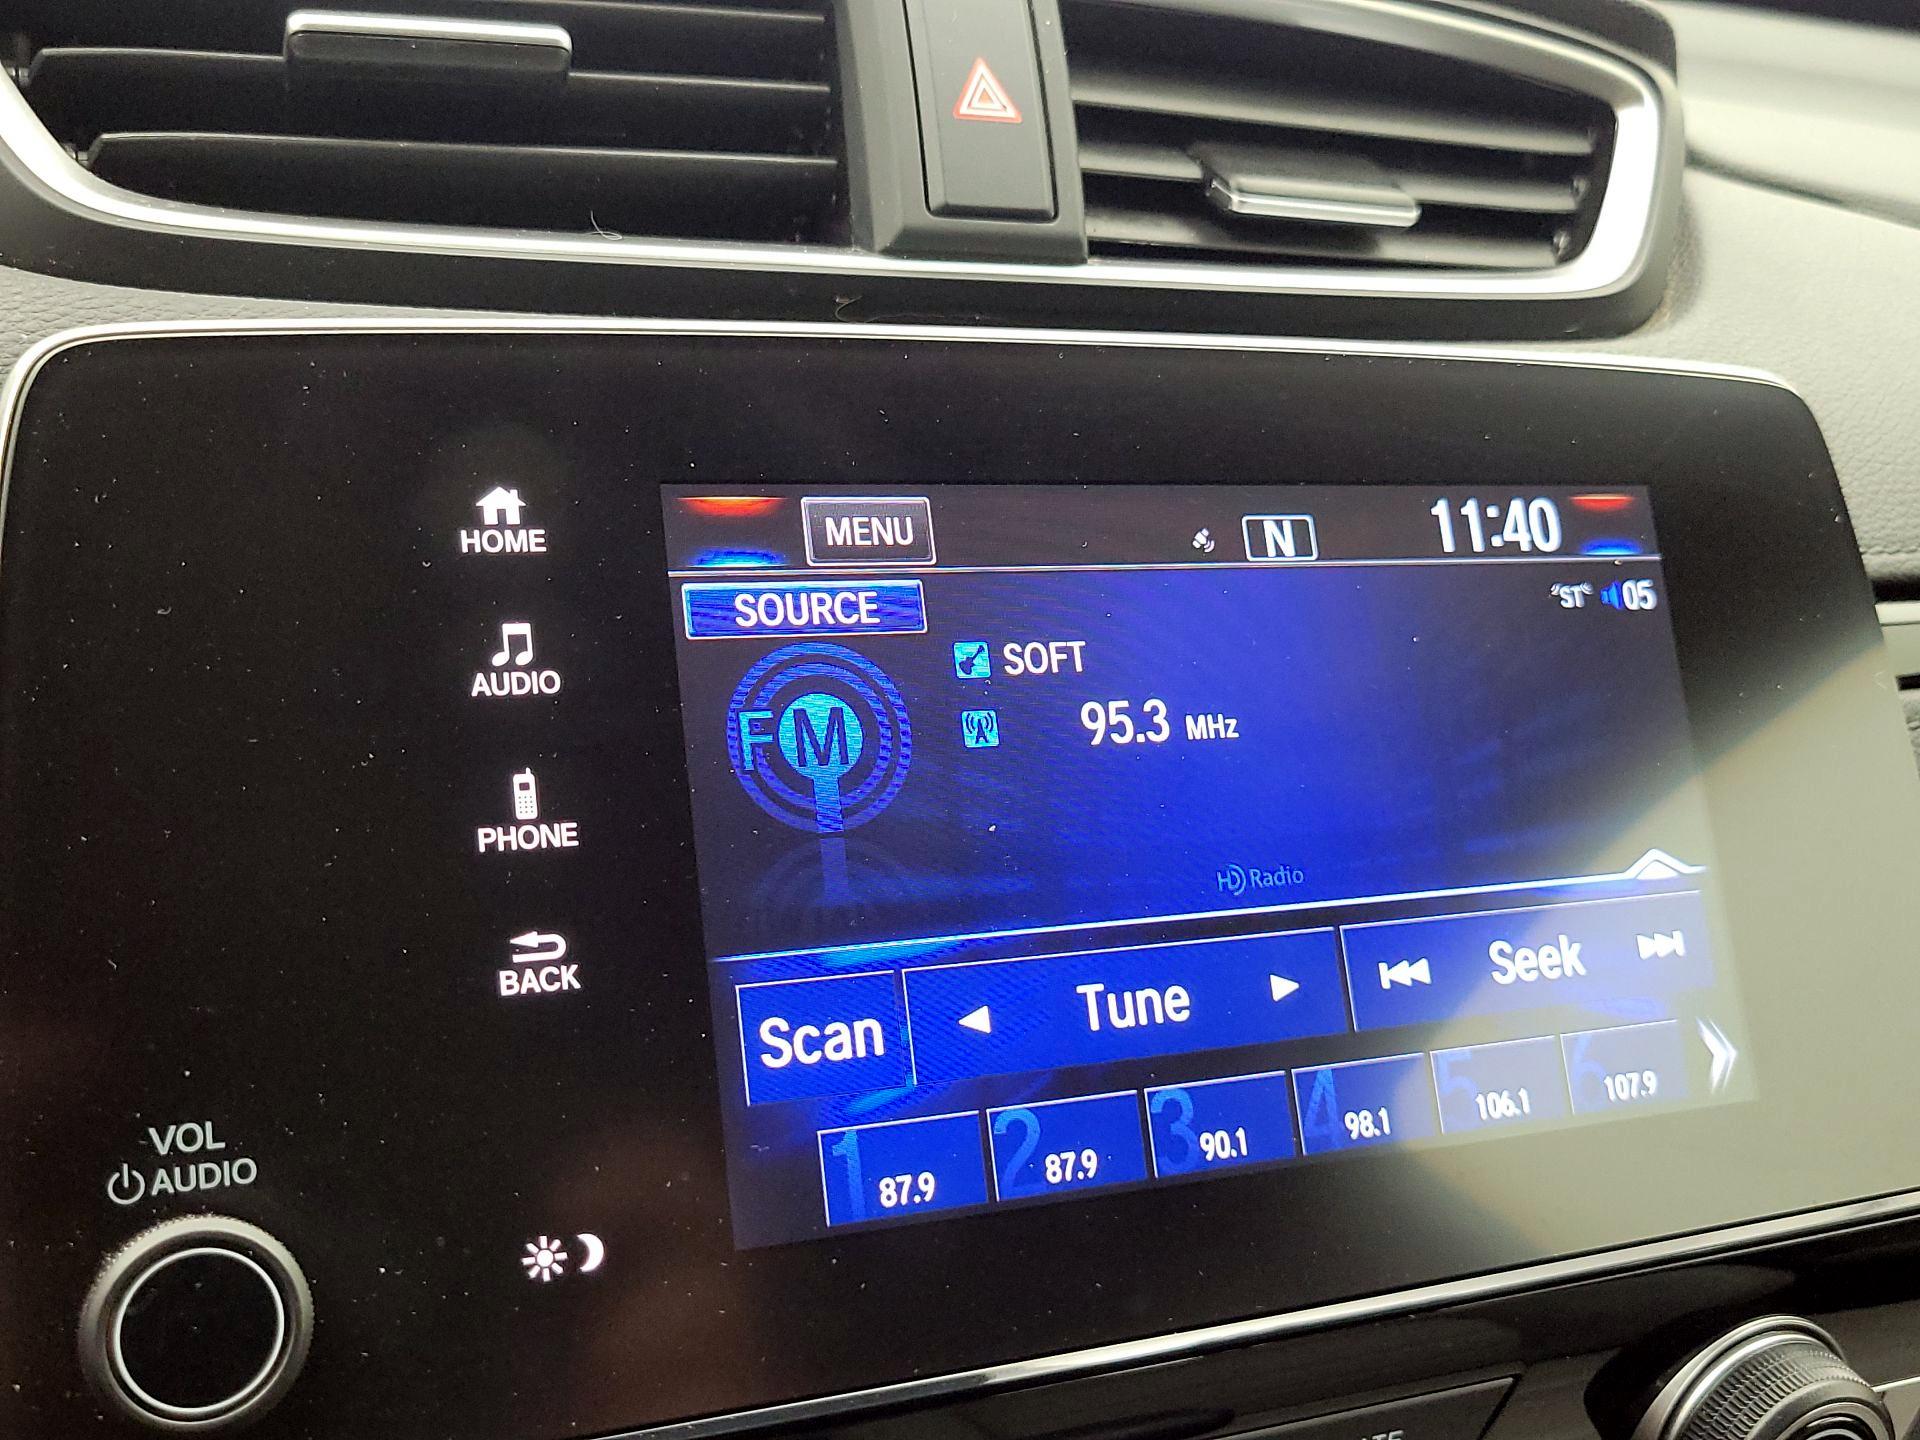 HOME
AUDIO
PHONE
BACK
VOL
AUDIO
MENU
N
11:40
SOURCE
"ST" 05
SOFT
FM
95.3 MHz
HD Radio
Scan
Tune
Seek
1 87.9
2 87.9
3 90.1
4 98.1
5 106.1
6 107.9